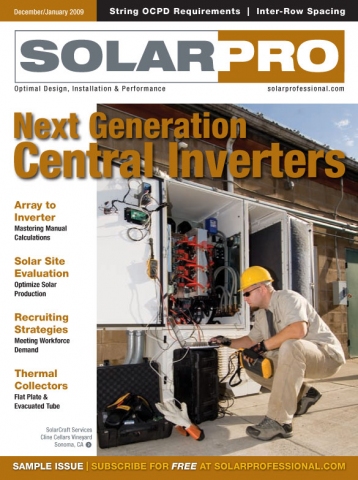 December/January 2009
String OCPD Requirements | Inter-Row Spacing
SOLARPRO
Optimal Design, Installation & Performance
solarprofessional.com
Next Generation
Central Inverters
Array to
Inverter
Mastering Manual
Calculations
Solar Site
Evaluation
Optimize Solar
Production
Recruiting
Strategies
Meeting Workforce
Demand
Thermal
Collectors
Flat Plate &
Evacuated Tube
SolarCraft Services
Cline Cellars Vineyard
Sonoma, CA
SAMPLE ISSUE | SUBSCRIBE FOR FREE AT SOLARPROFESSIONAL.COM